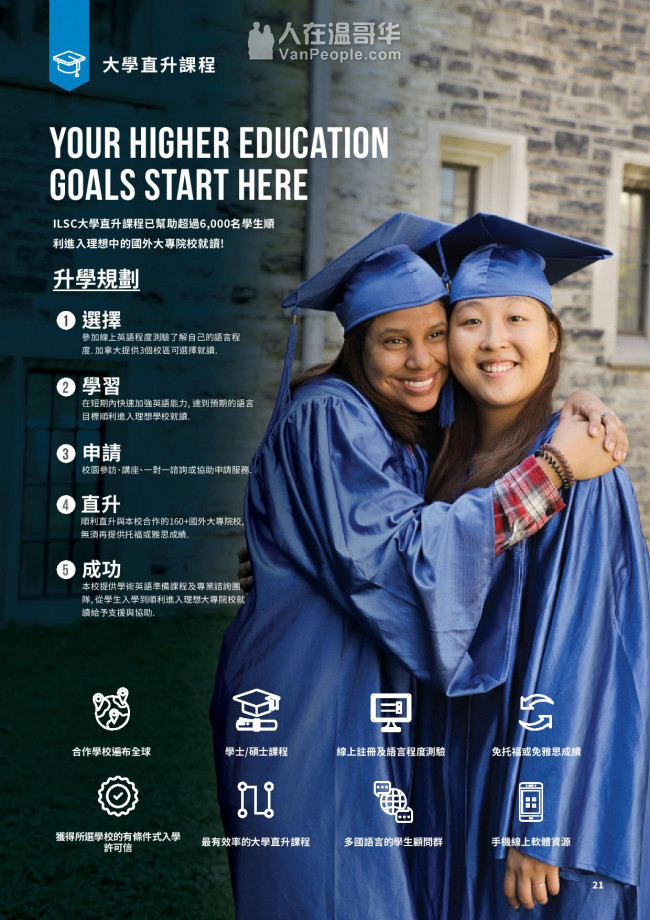 人在温哥华
VanPeople.com
大學直升課程
YOUR HIGHER EDUCATION
GOALS START HERE
ILSC大學直升課程已幫助超過6,000名學生順
利進入理想中的國外大專院校就讀!
升學規劃
1 選擇
參加線上英語程度測驗了解自己的語言程
度. 加拿大提供3個校區可選擇就讀.
2 學習
在短期內快速加強英語能力, 達到預期的語言
目標順利進入理想學校就讀.
3 申請
校園參訪、講座、一對一諮詢或協助申請服務.
4 直升
順利直升與本校合作的160+國外大專院校,
無須再提供托福或雅思成績.
5 成功
本校提供學術英語準備課程及專業諮詢團
隊, 從學生入學到順利進入理想大專院校就
讀給予支援與協助.
合作學校遍布全球
學士/碩士課程
線上註冊及語言程度測驗
免托福或免雅思成績
獲得所選學校的有條件式入學
許可信
最有效率的大學直升課程
多國語言的學生顧問群
手機線上軟體資源
21